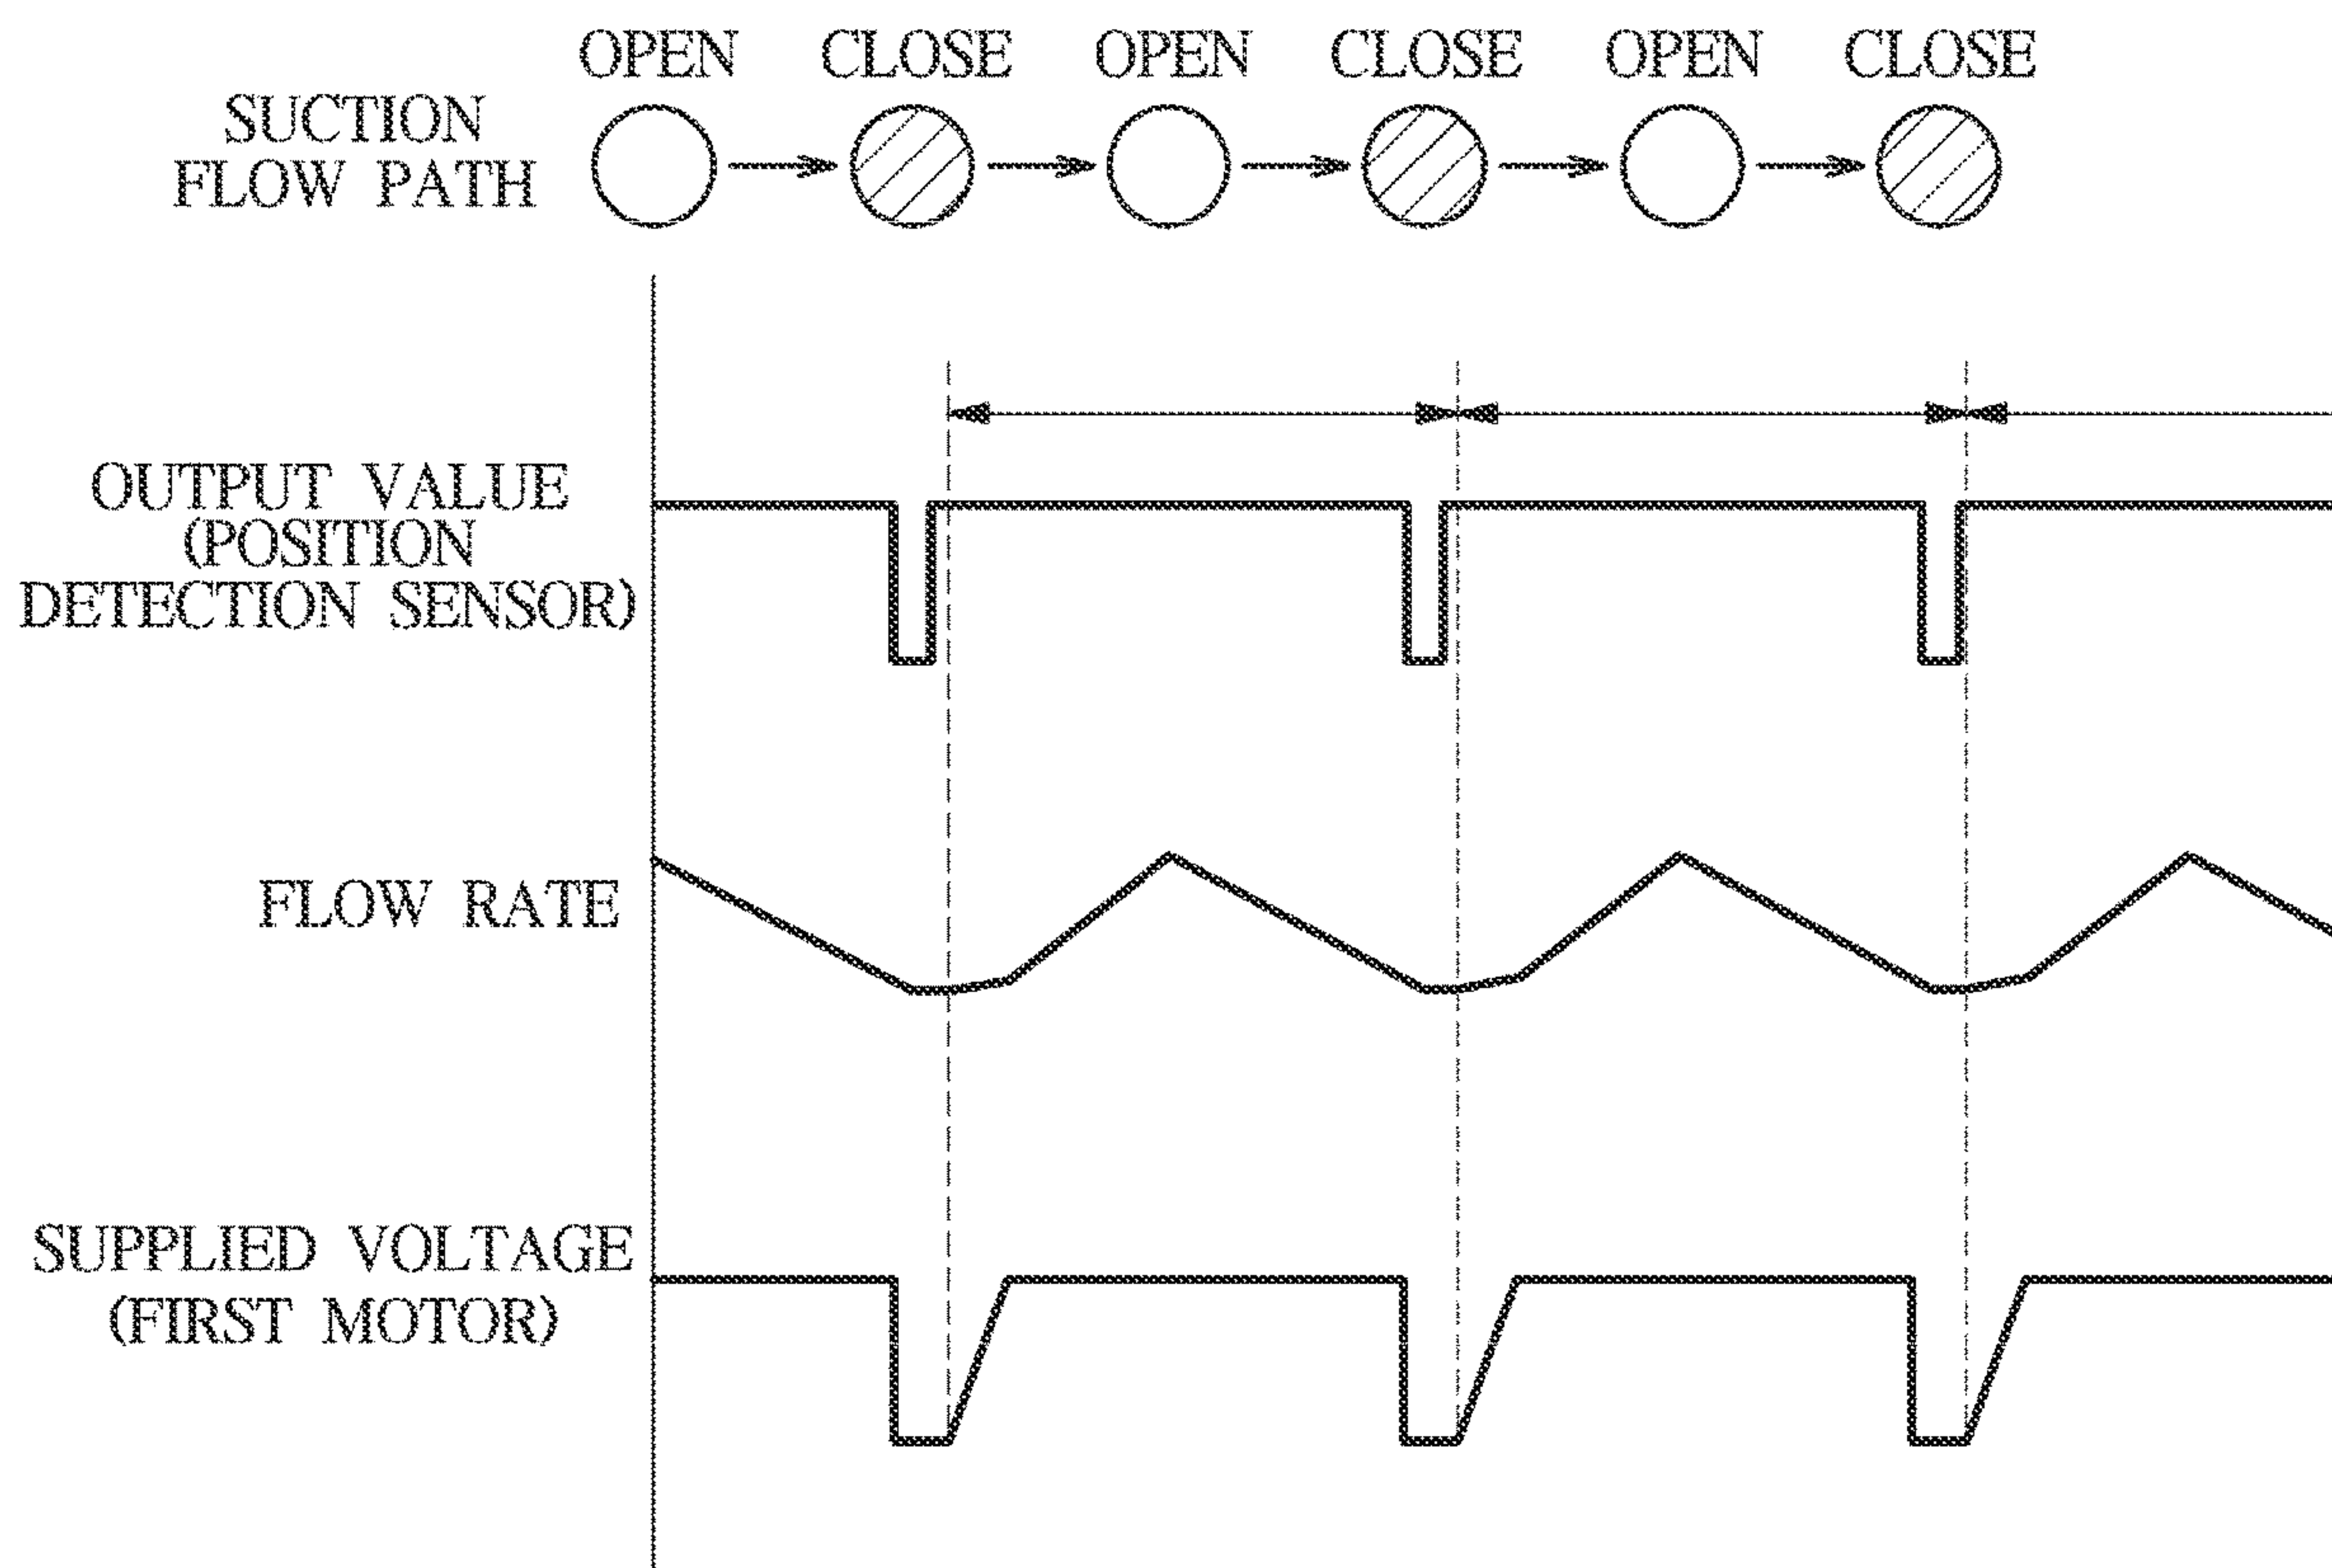 OPEN CLOSE OPEN CLOSE OPEN CLOSE
SUCTION
FLOW PATH
OUTPUT VALUE
(POSITION
DETECTION SENSOR)
FLOW RATE
SUPPLIED VOLTAGE
(FIRST MOTOR)